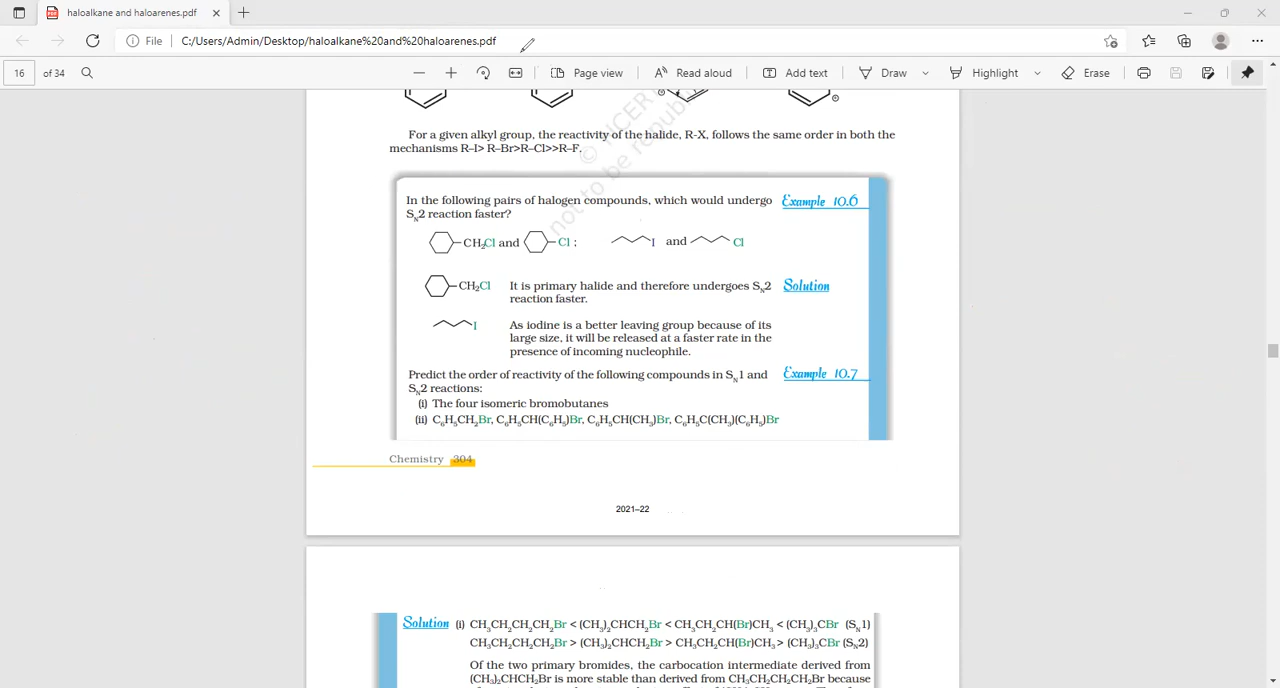 haloalkane and haloarenes.pdf
File C:/Users/Admin/Desktop/haloalkane%20and%20haloarenes.pdf
16 of 34 Page view Read aloud Add text Draw Highlight Erase
© NCERT
not to be republ
For a given alkyl group, the reactivity of the halide, R-X, follows the same order in both the
mechanisms R–I> R–Br>R–Cl>>R–F.
In the following pairs of halogen compounds, which would undergo Example 10.6
SN2 reaction faster?
CH2Cl and Cl ; I and Cl
CH2Cl It is primary halide and therefore undergoes SN2 Solution
reaction faster.
I As iodine is a better leaving group because of its
large size, it will be released at a faster rate in the
presence of incoming nucleophile.
Predict the order of reactivity of the following compounds in SN1 and Example 10.7
SN2 reactions:
(i) The four isomeric bromobutanes
(ii) C6H5CH2Br, C6H5CH(C6H5)Br, C6H5CH(CH3)Br, C6H5C(CH3)(C6H5)Br
Chemistry 304
2021–22
Solution (i) CH3CH2CH2CH2Br < (CH3)2CHCH2Br < CH3CH2CH(Br)CH3 < (CH3)3CBr (SN1)
CH3CH2CH2CH2Br > (CH3)2CHCH2Br > CH3CH2CH(Br)CH3 > (CH3)3CBr (SN2)
Of the two primary bromides, the carbocation intermediate derived from
(CH3)2CHCH2Br is more stable than derived from CH3CH2CH2CH2Br because